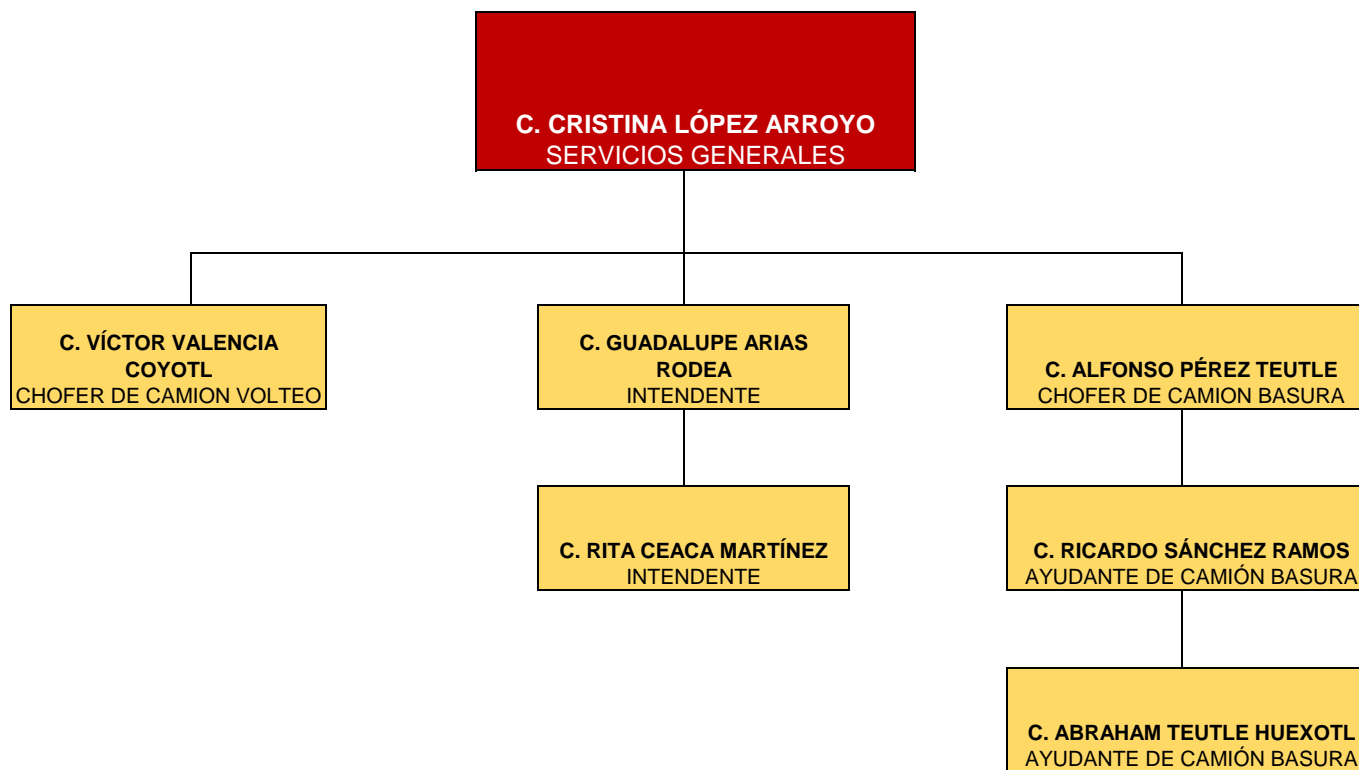 C. CRISTINA LÓPEZ ARROYO
SERVICIOS GENERALES
C. VÍCTOR VALENCIA
COYOTL
CHOFER DE CAMION VOLTEO
C. GUADALUPE ARIAS
RODEA
INTENDENTE
C. ALFONSO PÉREZ TEUTLE
CHOFER DE CAMION BASURA
C. RITA CEACA MARTÍNEZ
INTENDENTE
C. RICARDO SÁNCHEZ RAMOS
AYUDANTE DE CAMIÓN BASURA
C. ABRAHAM TEUTLE HUEXOTL
AYUDANTE DE CAMIÓN BASURA